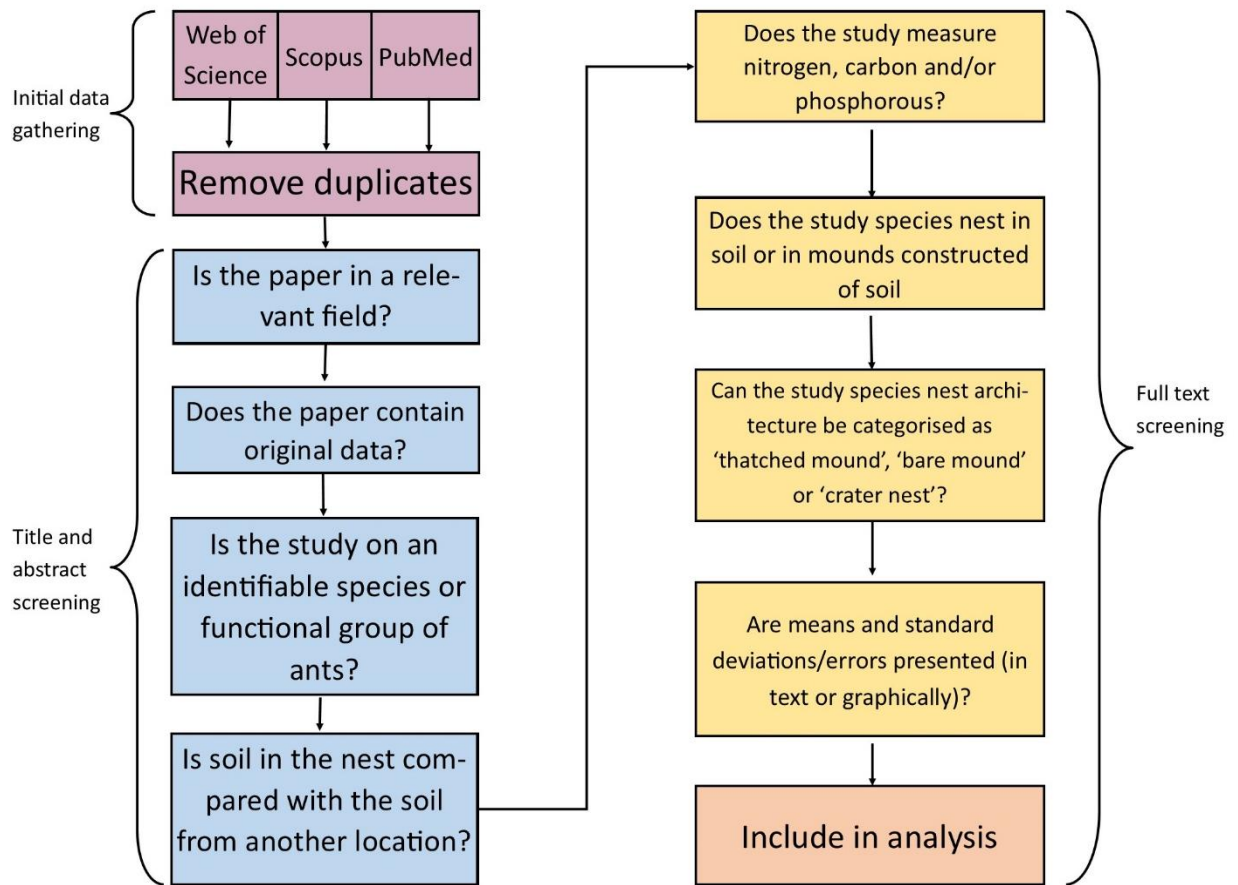 Initial data
gathering
Web of
Science
Scopus
PubMed
Remove duplicates
Title and
abstract
screening
Is the paper in a rele-
vant field?
Does the paper contain
original data?
Is the study on an
identifiable species or
functional group of
ants?
Is soil in the nest com-
pared with the soil
from another location?
Does the study measure
nitrogen, carbon and/or
phosphorous?
Does the study species nest in
soil or in mounds constructed
of soil
Can the study species nest archi-
tecture be categorised as
‘thatched mound’, ‘bare mound’
or ‘crater nest’?
Are means and standard
deviations/errors presented (in
text or graphically)?
Include in analysis
Full text
screening